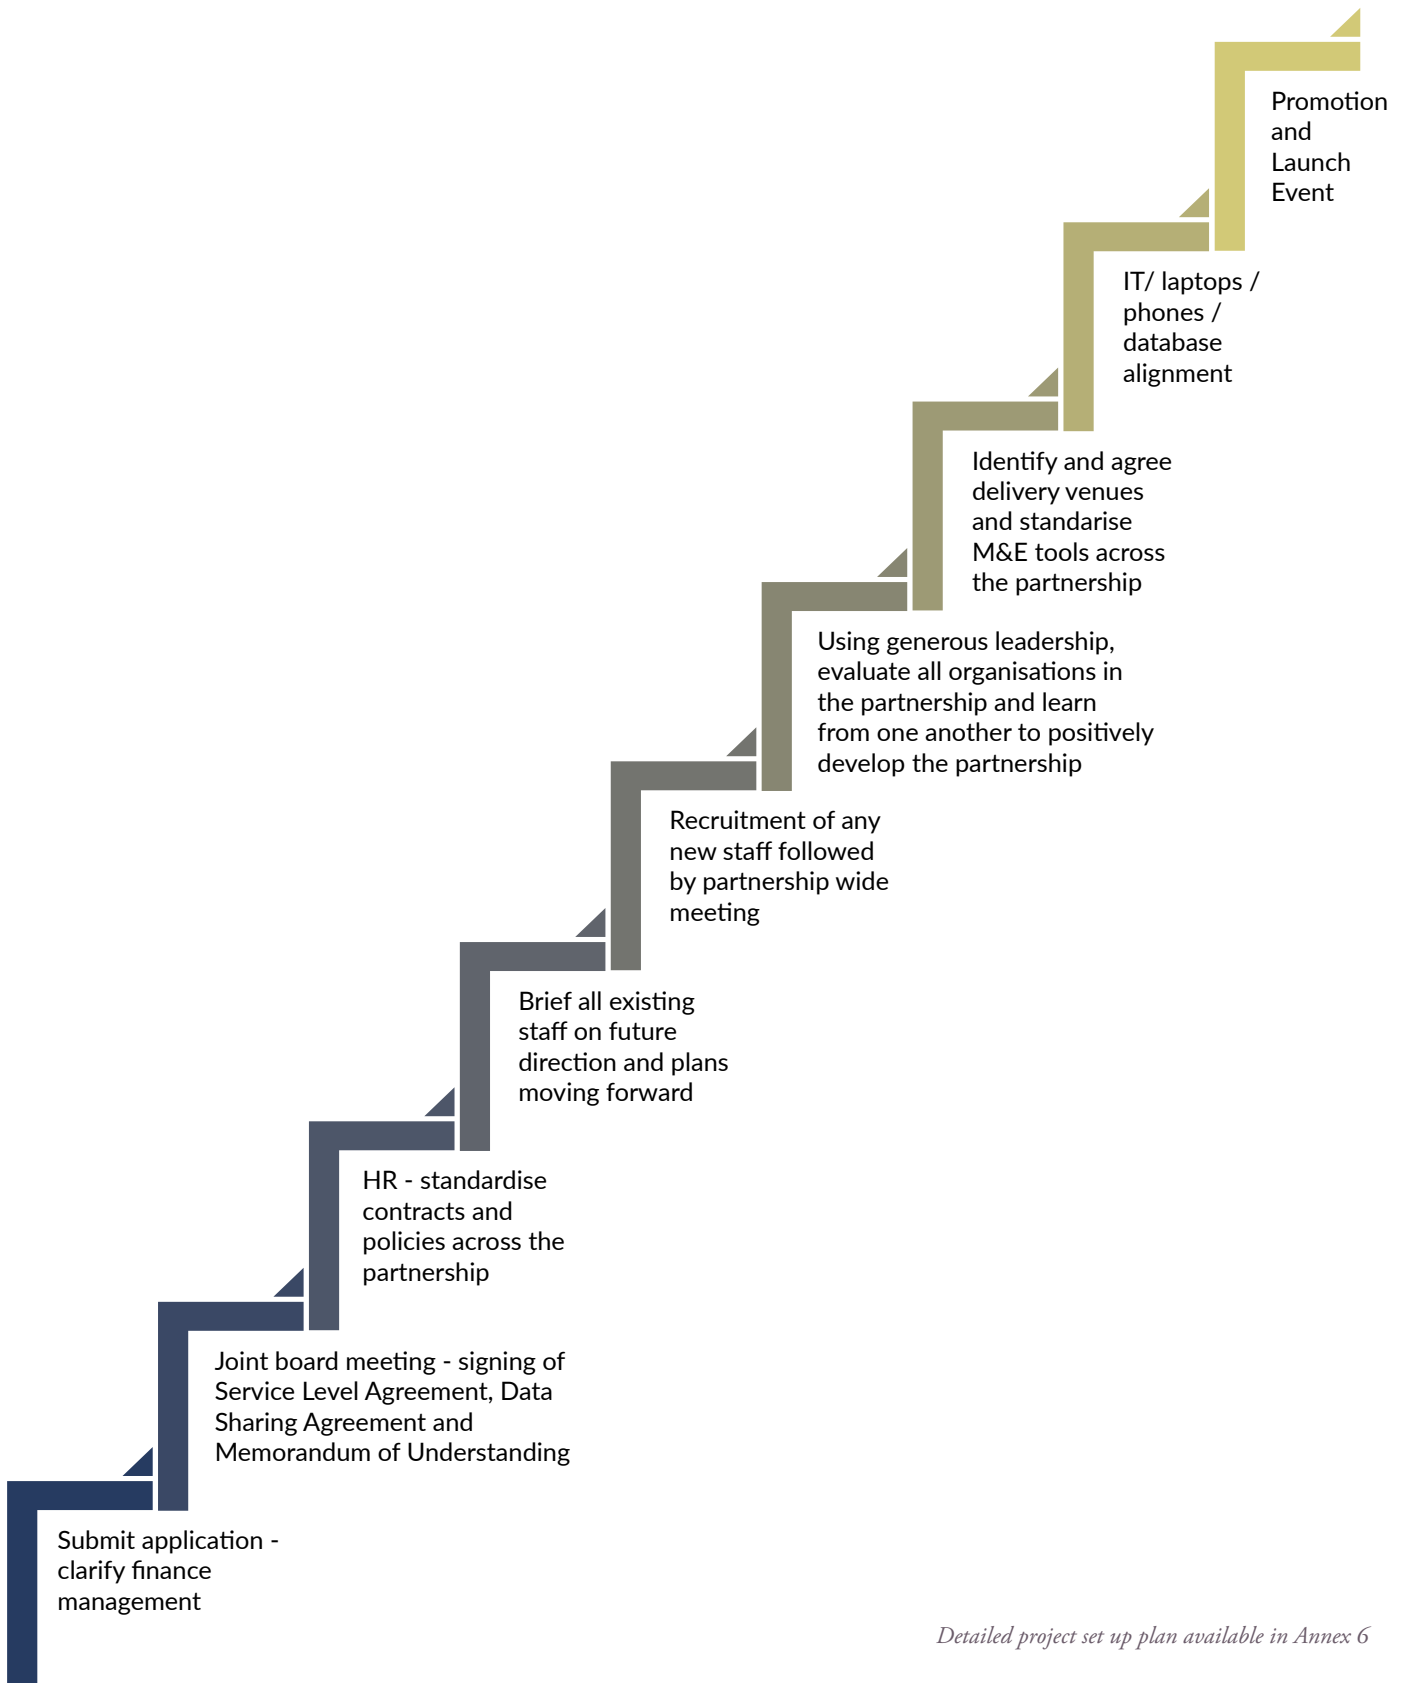 Promotion
and
Launch
Event
IT/ laptops /
phones /
database
alignment
Identify and agree
delivery venues
and standarise
M&E tools across
the partnership
Using generous leadership,
evaluate all organisations in
the partnership and learn
from one another to positively
develop the partnership
Recruitment of any
new staff followed
by partnership wide
meeting
Brief all existing
staff on future
direction and plans
moving forward
HR - standardise
contracts and
policies across the
partnership
Joint board meeting - signing of
Service Level Agreement, Data
Sharing Agreement and
Memorandum of Understanding
Submit application -
clarify finance
management
Detailed project set up plan available in Annex 6